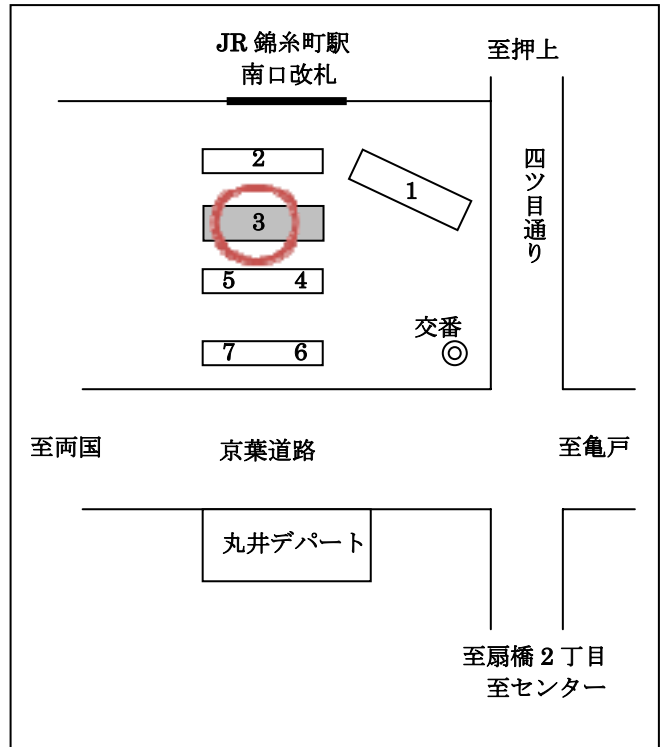 JR 錦糸町駅
南口改札
至押上
四ツ目通り
2
1
3
5 4
交番
7 6
至両国
京葉道路
至亀戸
丸井デパート
至扇橋 2 丁目
至センター